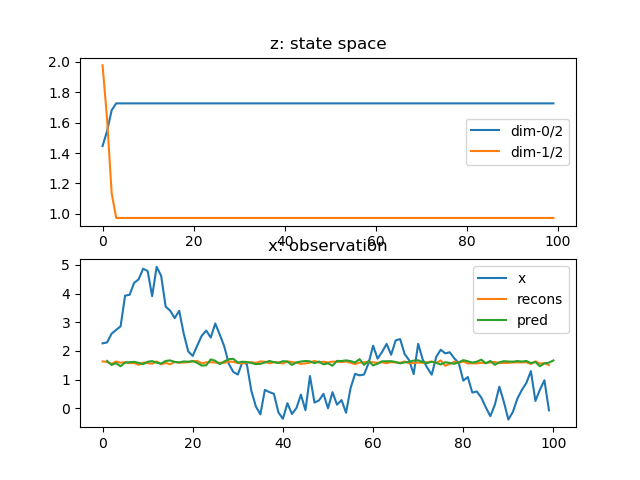 z: state space
2.0
1.8
1.6
1.4
1.2
1.0
dim-0/2
dim-1/2
0 20 40 60 80 100
x: observation
5
4
3
2
1
0
x
recons
pred
0 20 40 60 80 100